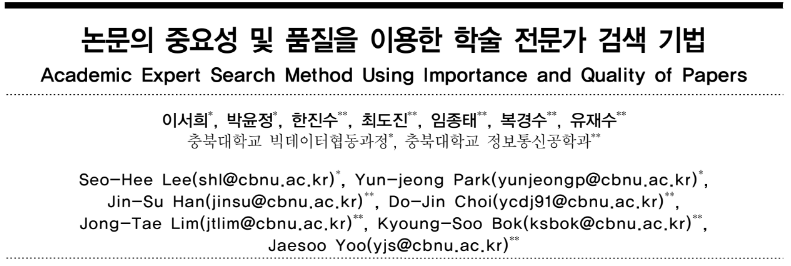 논문의 중요성 및 품질을 이용한 학술 전문가 검색 기법
Academic Expert Search Method Using Importance and Quality of Papers
이서희*, 박윤정*, 한진수**, 최도진**, 임종태**, 복경수**, 유재수**
충북대학교 빅데이터협동과정*, 충북대학교 정보통신공학과**
Seo-Hee Lee(shl@cbnu.ac.kr)*, Yun-jeong Park(yunjeongp@cbnu.ac.kr)*,
Jin-Su Han(jinsu@cbnu.ac.kr)**, Do-Jin Choi(ycdj91@cbnu.ac.kr)**,
Jong-Tae Lim(jtlim@cbnu.ac.kr)**, Kyoung-Soo Bok(ksbok@cbnu.ac.kr)**,
Jaesoo Yoo(yjs@cbnu.ac.kr)**